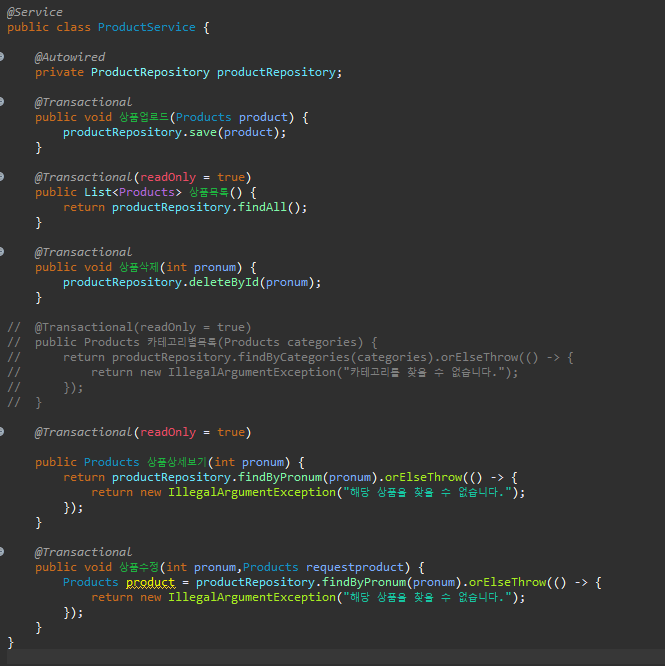 @Service
public class ProductService {
@Autowired
private ProductRepository productRepository;
@Transactional
public void 상품업로드(Products product) {
productRepository.save(product);
}
@Transactional(readOnly = true)
public List<Products> 상품목록() {
return productRepository.findAll();
}
@Transactional
public void 상품삭제(int pronum) {
productRepository.deleteById(pronum);
}
// @Transactional(readOnly = true)
// public Products 카테고리별목록(Products categories) {
// return productRepository.findByCategories(categories).orElseThrow(() -> {
// return new IllegalArgumentException("카테고리를 찾을 수 없습니다.");
// });
// }
@Transactional(readOnly = true)
public Products 상품상세보기(int pronum) {
return productRepository.findByPronum(pronum).orElseThrow(() -> {
return new IllegalArgumentException("해당 상품을 찾을 수 없습니다.");
});
}
@Transactional
public void 상품수정(int pronum,Products requestproduct) {
Products product = productRepository.findByPronum(pronum).orElseThrow(() -> {
return new IllegalArgumentException("해당 상품을 찾을 수 없습니다.");
});
}
}